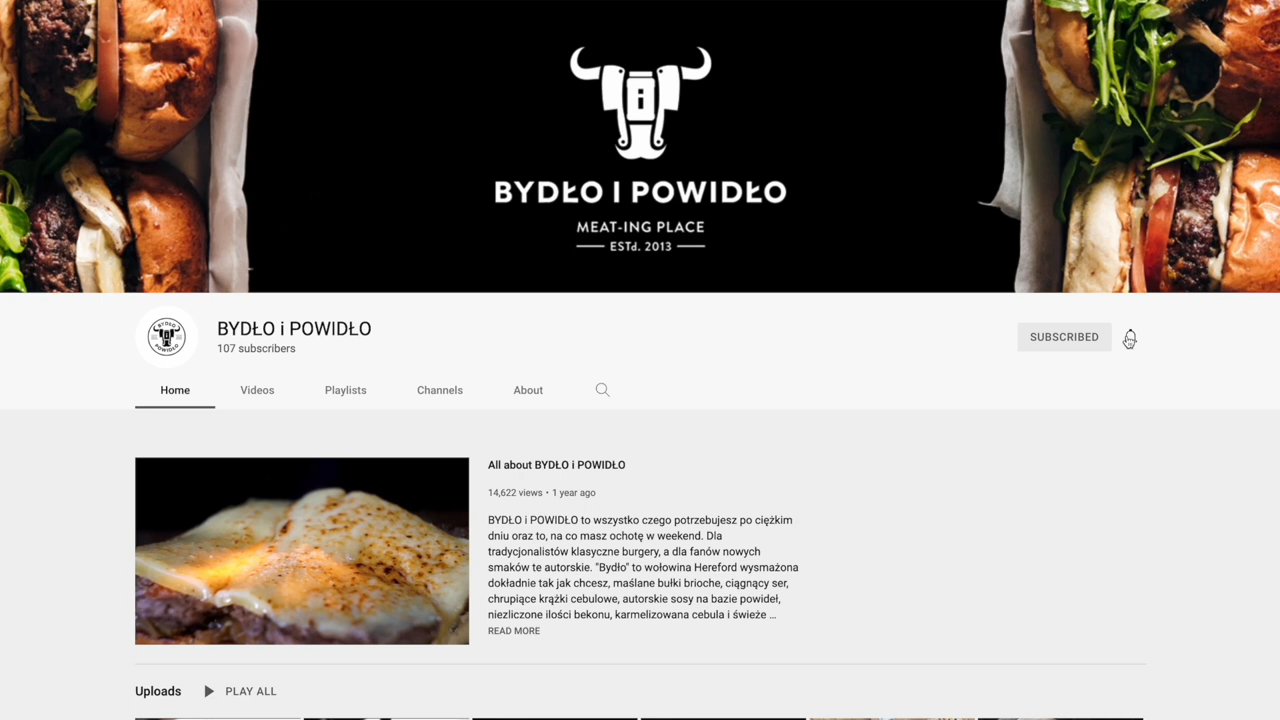 BYDŁO I POWIDŁO
MEAT-ING PLACE
ESTd. 2013
BYDŁO i POWIDŁO
107 subscribers
SUBSCRIBED
Home
Videos
Playlists
Channels
About
All about BYDŁO i POWIDŁO
14,622 views • 1 year ago
BYDŁO i POWIDŁO to wszystko czego potrzebujesz po ciężkim
dniu oraz to, na co masz ochotę w weekend. Dla
tradycjonalistów klasyczne burgery, a dla fanów nowych
smaków te autorskie. "Bydło" to wołowina Hereford wysmażona
dokładnie tak jak chcesz, maślane bułki brioche, ciągnący ser,
chrupiące krążki cebulowe, autorskie sosy na bazie powideł,
niezliczone ilości bekonu, karmelizowana cebula i świeże ...
READ MORE
Uploads
PLAY ALL